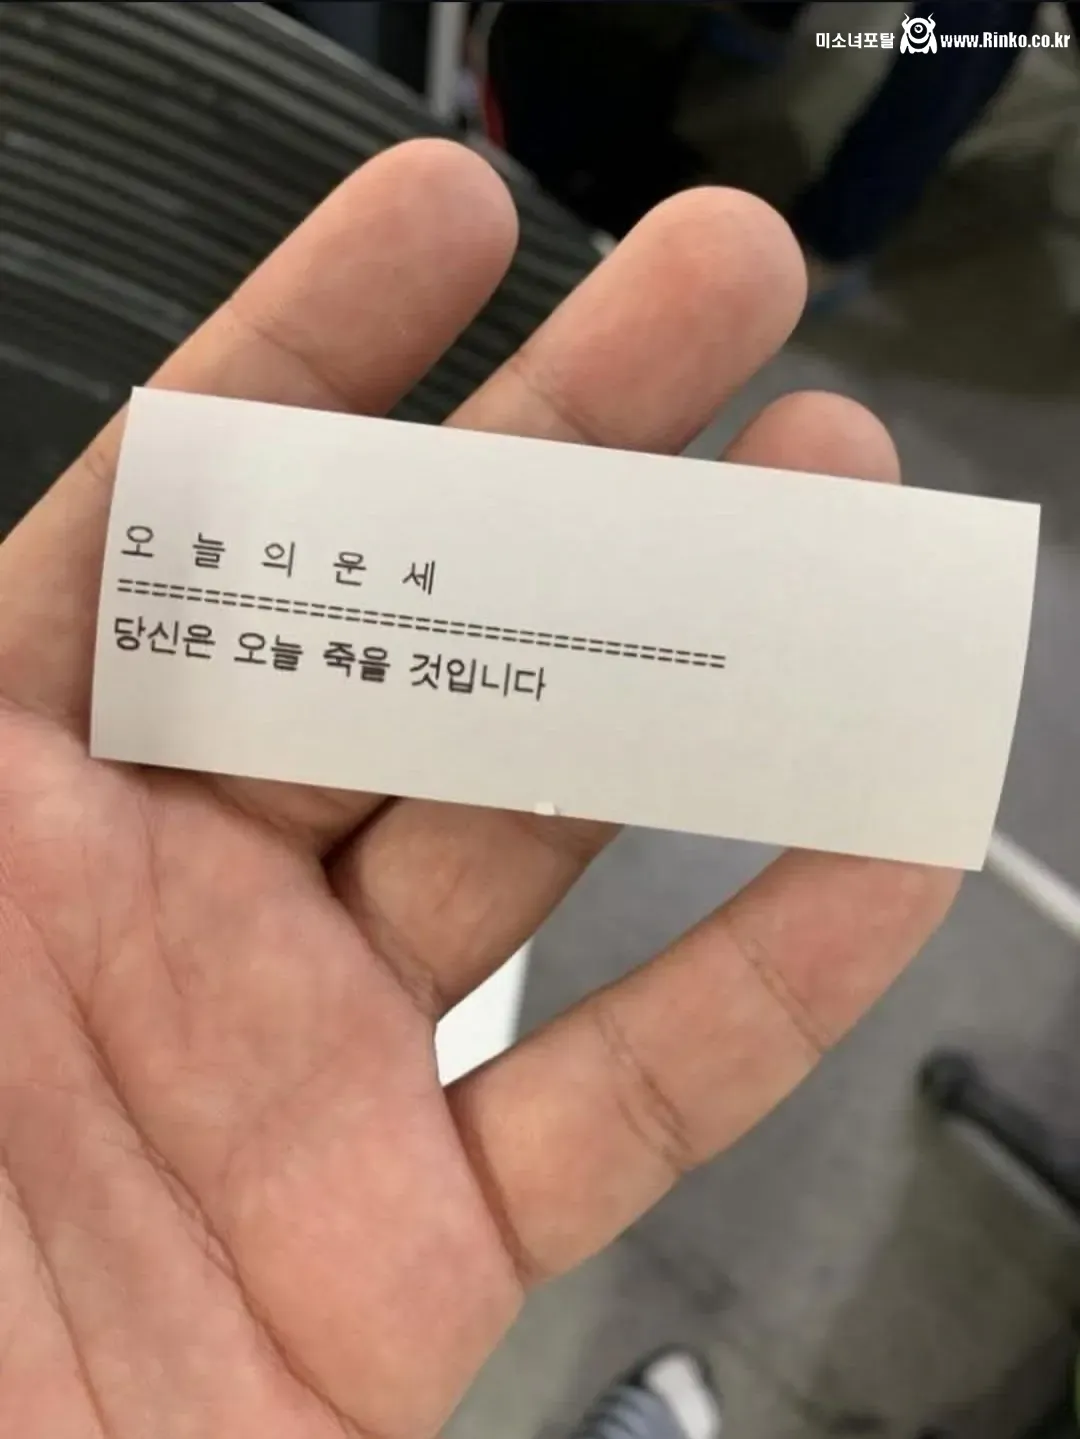 미소녀포탈 www.Rinko.co.kr
오 늘 의 운 세
==================================
당신은 오늘 죽을 것입니다